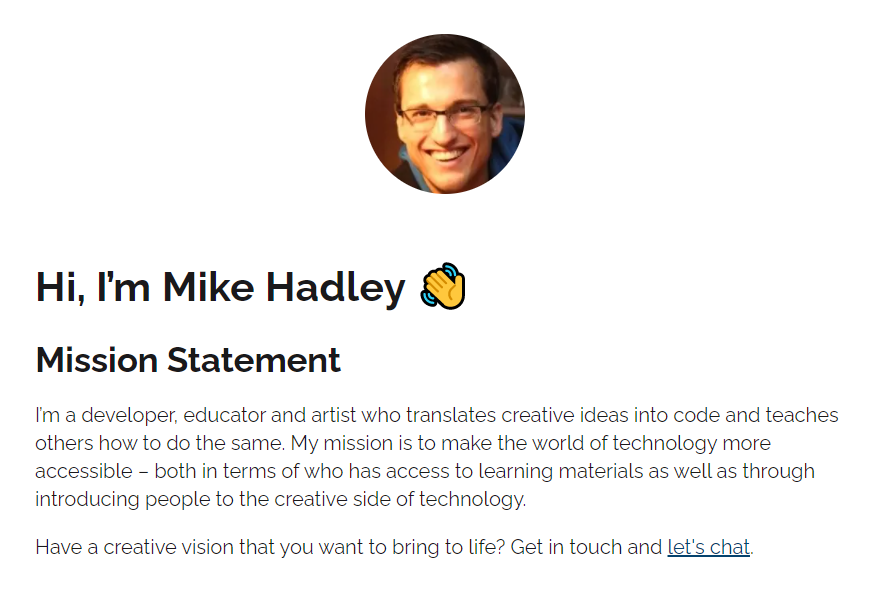 Hi, I’m Mike Hadley 👋
Mission Statement
I’m a developer, educator and artist who translates creative ideas into code and teaches
others how to do the same. My mission is to make the world of technology more
accessible – both in terms of who has access to learning materials as well as through
introducing people to the creative side of technology.
Have a creative vision that you want to bring to life? Get in touch and let's chat.